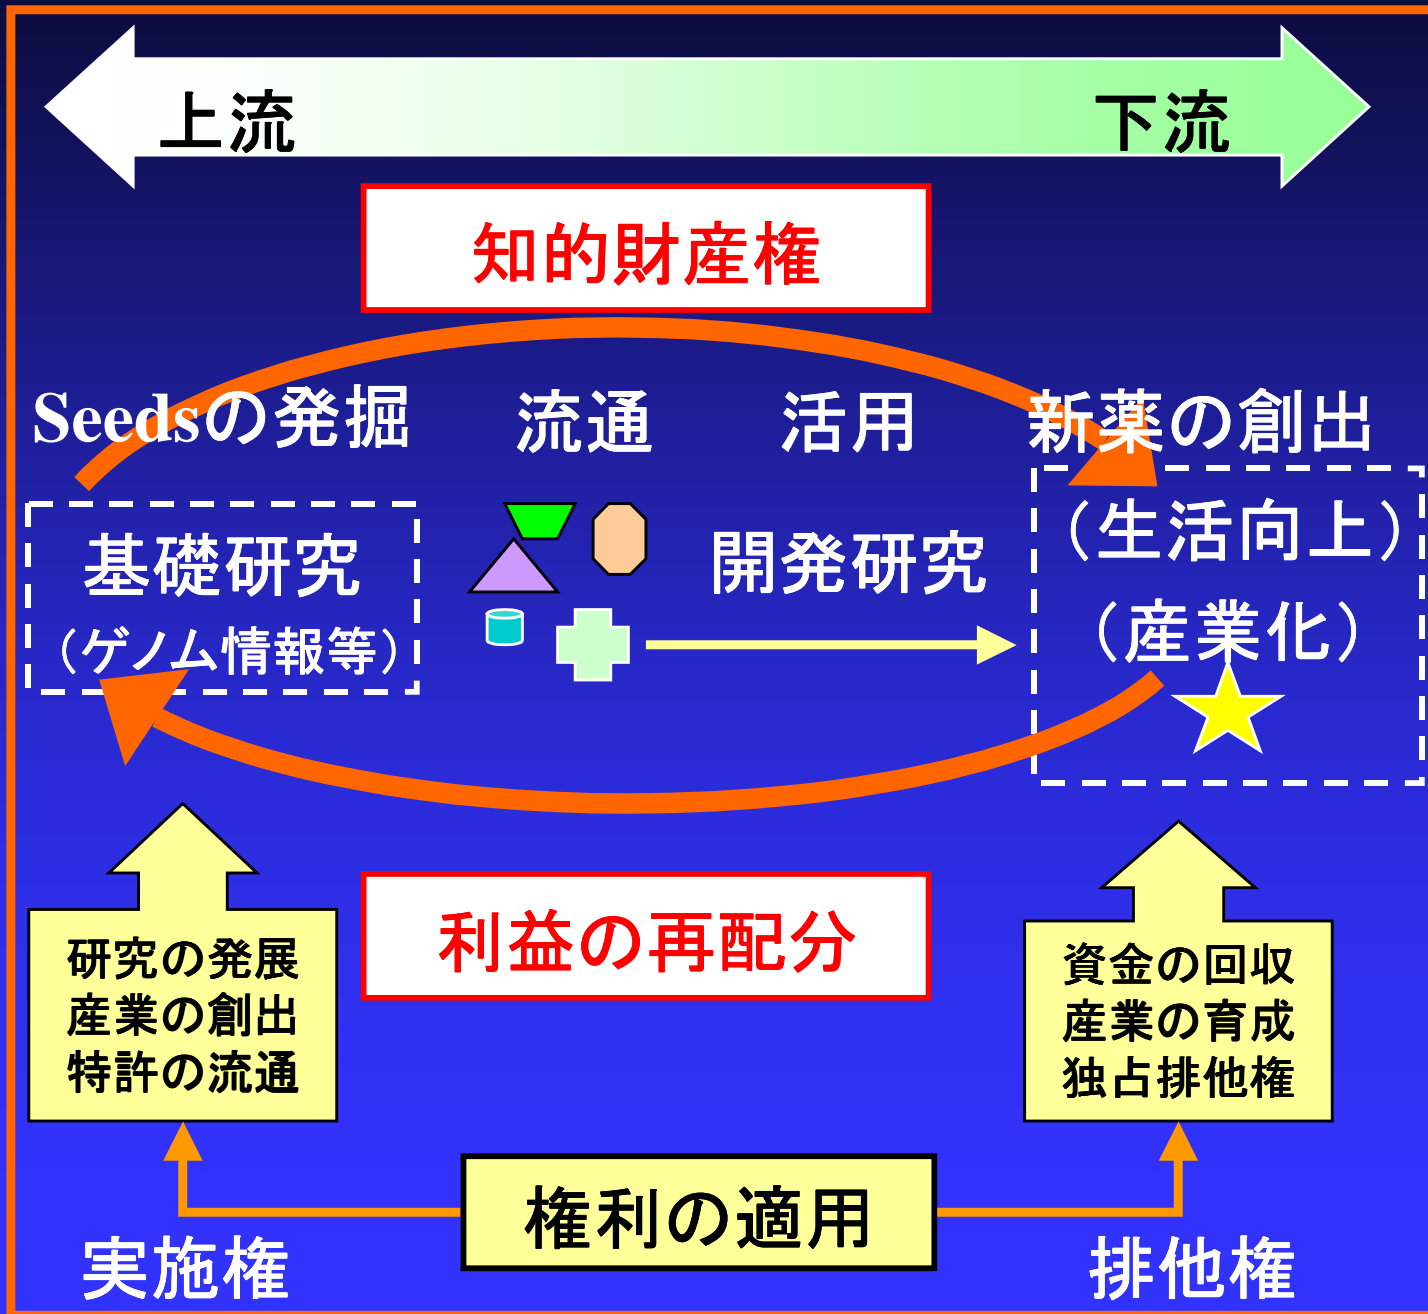 上流
下流
知的財産権
Seedsの発掘
流通
活用
新薬の創出
基礎研究
（ゲノム情報等）
開発研究
（生活向上）
（産業化）
利益の再配分
研究の発展
産業の創出
特許の流通
資金の回収
産業の育成
独占排他権
権利の適用
実施権
排他権